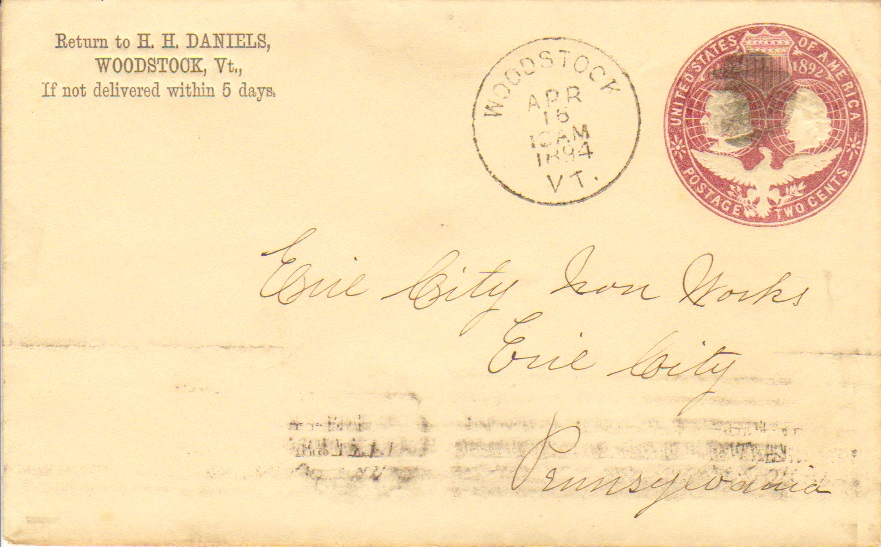 Return to H. H. DANIELS,
WOODSTOCK, Vt.,
If not delivered within 5 days.
WOODSTOCK
APR
16
10AM
1894
VT.
UNITED STATES OF AMERICA
1892
POSTAGE TWO CENTS
Erie City Iron Works
Erie City
Pennsylvania